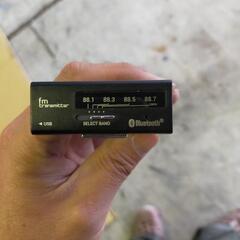 88.1 88.3 88.5 88.7
fm
transmitter
◄ USB
SELECT BAND
Bluetooth®